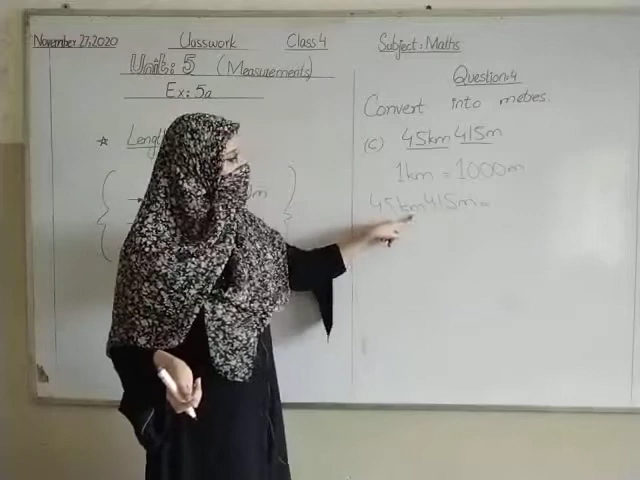 November 27, 2020 Classwork Class 4 Subject: Maths
Unit: 5 (Measurements)
Ex: 5a
* Length
m
Question: 4
Convert into metres.
(C) 45km 415m
1km = 1000m
45km 415m =